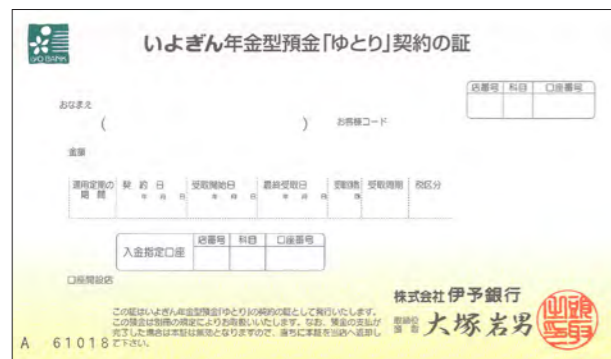 IYO BANK
いよぎん年金型預金「ゆとり」契約の証
店番号 科目 口座番号
おなまえ
( ) お客様コード
金額
運用定期の期間 契約日 年 月 日 受取開始日 年 月 日 最終受取日 年 月 日 受取回数 回 受取周期 税区分
入金指定口座 店番号 科目 口座番号
口座開設店
株式会社 伊予銀行
取締役頭取 大塚岩男
この証はいよぎん年金型預金「ゆとり」の契約の証として発行いたします。
この預金は別冊の規定によりお取扱いいたします。なお、預金の支払が
完了した場合は本証は無効となりますので、直ちに本証を当店へ返却し
て下さい。
A 61018